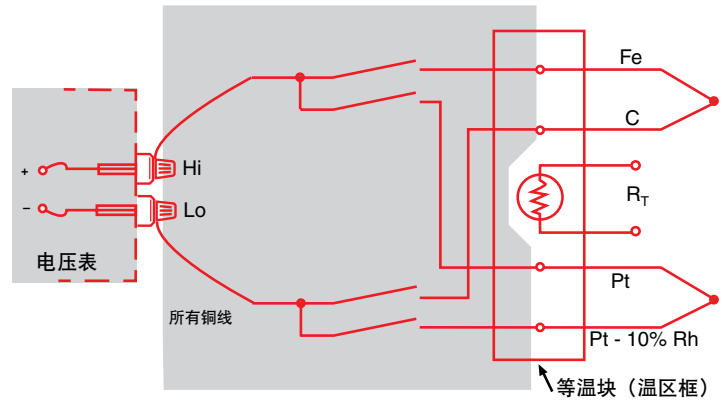 Fe
C
+
Hi
−
Lo
R_T
电压表
Pt
所有铜线
Pt - 10% Rh
等温块（温区框）